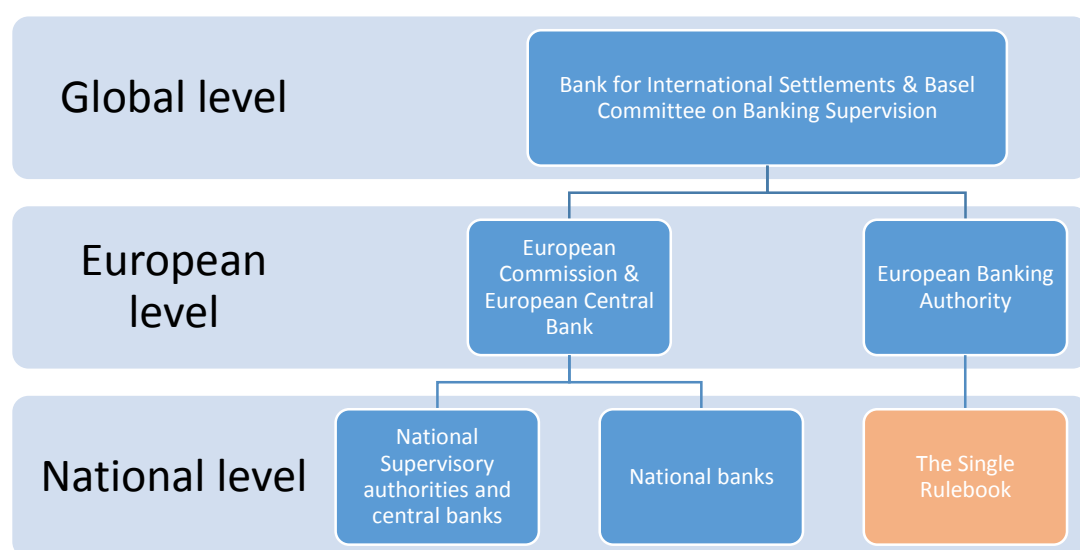 Global level
Bank for International Settlements & Basel
Committee on Banking Supervision
European
level
European
Commission &
European Central
Bank
European Banking
Authority
National level
National
Supervisory
authorities and
central banks
National banks
The Single
Rulebook